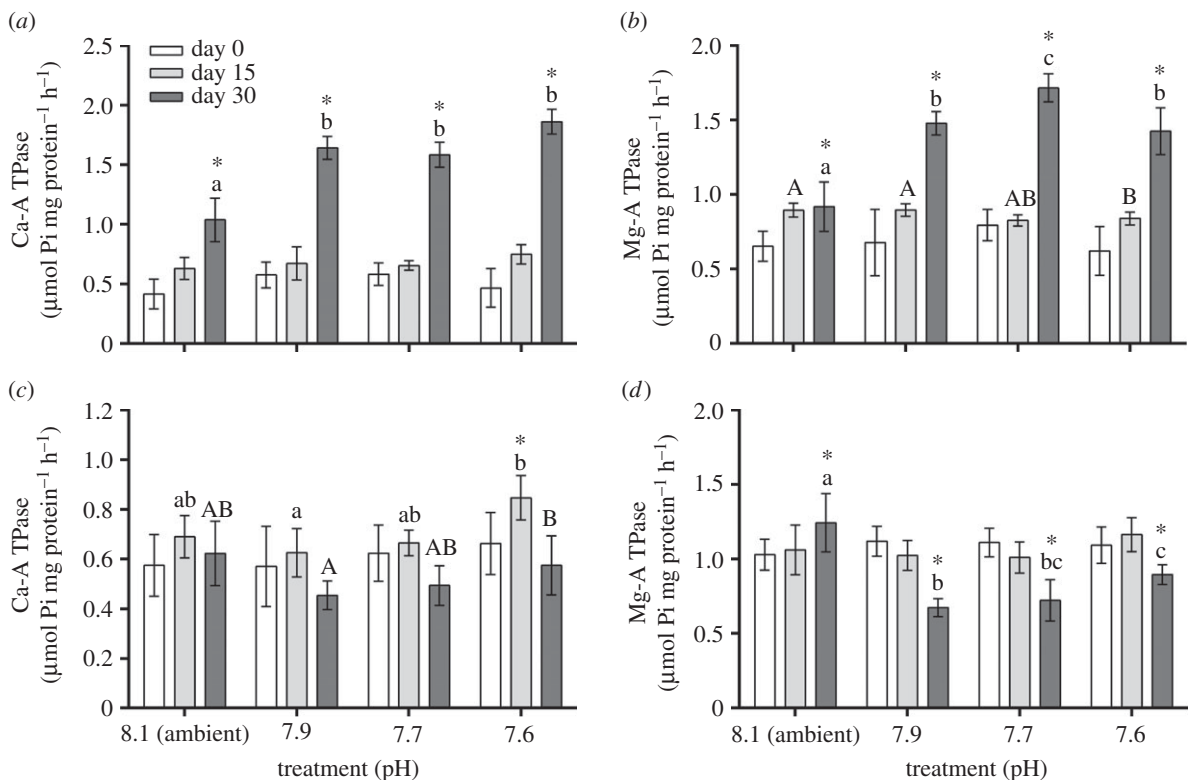 (a)
2.5
2.0
1.5
1.0
0.5
0
Ca-A TPase
(µmol Pi mg protein⁻¹ h⁻¹)
day 0
day 15
day 30
* a
* b
* b
* b
(b)
2.0
1.5
1.0
0.5
0
Mg-A TPase
(µmol Pi mg protein⁻¹ h⁻¹)
A
* a
A
* b
AB
* c
B
* b
(c)
1.2
1.0
0.8
0.6
0.4
0.2
0
Ca-A TPase
(µmol Pi mg protein⁻¹ h⁻¹)
ab
AB
a
A
ab
AB
* b
B
8.1 (ambient) 7.9 7.7 7.6
treatment (pH)
(d)
2.0
1.5
1.0
0.5
0
Mg-A TPase
(µmol Pi mg protein⁻¹ h⁻¹)
* a
* b
* bc
* c
8.1 (ambient) 7.9 7.7 7.6
treatment (pH)